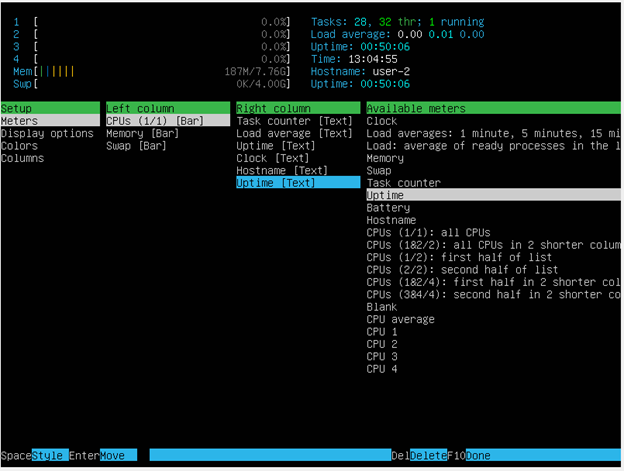 1 [ 0.0%] Tasks: 28, 32 thr; 1 running
2 [ 0.0%] Load average: 0.00 0.01 0.00
3 [ 0.0%] Uptime: 00:50:06
4 [ 0.0%] Time: 13:04:55
Mem[|||||| 187M/7.76G] Hostname: user-2
Swp[ 0K/4.00G] Uptime: 00:50:06
Setup Left column Right column Available meters
Meters CPUs (1/1) [Bar] Task counter [Text] Clock
Display options Memory [Bar] Load average [Text] Load averages: 1 minute, 5 minutes, 15 mi
Colors Swap [Bar] Uptime [Text] Load: average of ready processes in the l
Columns Clock [Text] Memory
Hostname [Text] Swap
Uptime [Text] Task counter
Uptime
Battery
Hostname
CPUs (1/1): all CPUs
CPUs (1&2/2): all CPUs in 2 shorter colum
CPUs (1/2): first half of list
CPUs (2/2): second half of list
CPUs (1&2/4): first half in 2 shorter col
CPUs (3&4/4): second half in 2 shorter co
Blank
CPU average
CPU 1
CPU 2
CPU 3
CPU 4
SpaceStyle EnterMove DelDeleteF10Done